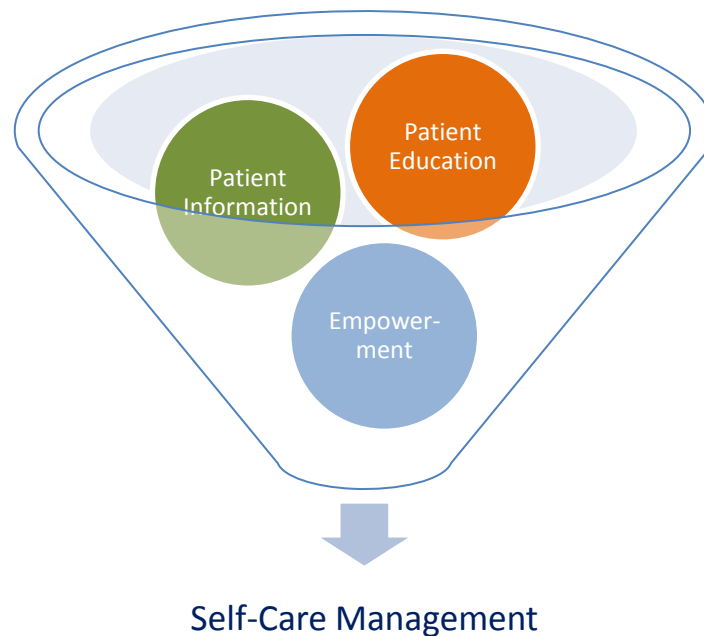 Patient
Education
Patient
Information
Empower-
ment
Self-Care Management